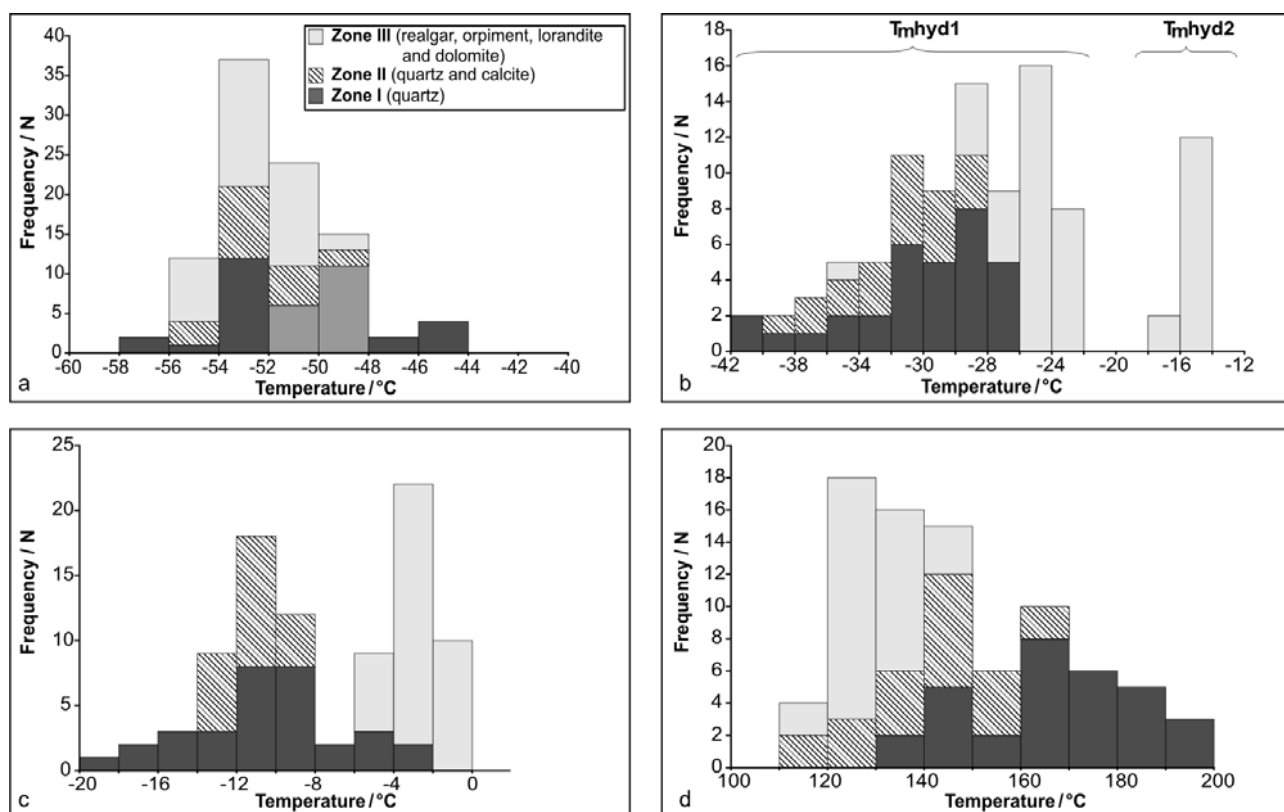 40
35
30
25
20
15
10
5
0
Frequency / N
Zone III (realgar, orpiment, lorandite
and dolomite)
Zone II (quartz and calcite)
Zone I (quartz)
-60 -58 -56 -54 -52 -50 -48 -46 -44 -42 -40
Temperature / °C
a
Tmhyd1 Tmhyd2
18
16
14
12
10
8
6
4
2
0
Frequency / N
-42 -38 -34 -30 -28 -24 -20 -16 -12
Temperature / °C
b
25
20
15
10
5
0
Frequency / N
-20 -16 -12 -8 -4 0
Temperature / °C
c
20
18
16
14
12
10
8
6
4
2
0
Frequency / N
100 120 140 160 180 200
Temperature / °C
d